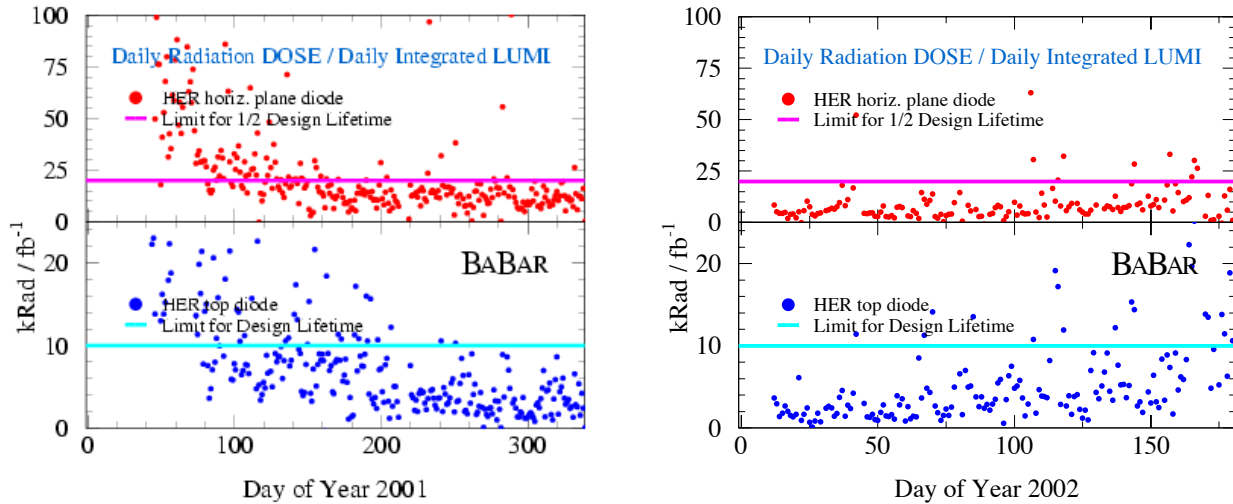 Daily Radiation DOSE / Daily Integrated LUMI
HER horiz. plane diode
Limit for 1/2 Design Lifetime
100
75
50
25
0
BABAR
HER top diode
Limit for Design Lifetime
20
10
0
kRad / fb-1
0 100 200 300
Day of Year 2001
Daily Radiation DOSE / Daily Integrated LUMI
HER horiz. plane diode
Limit for 1/2 Design Lifetime
100
75
50
25
0
BABAR
HER top diode
Limit for Design Lifetime
20
10
0
kRad / fb-1
0 50 100 150
Day of Year 2002